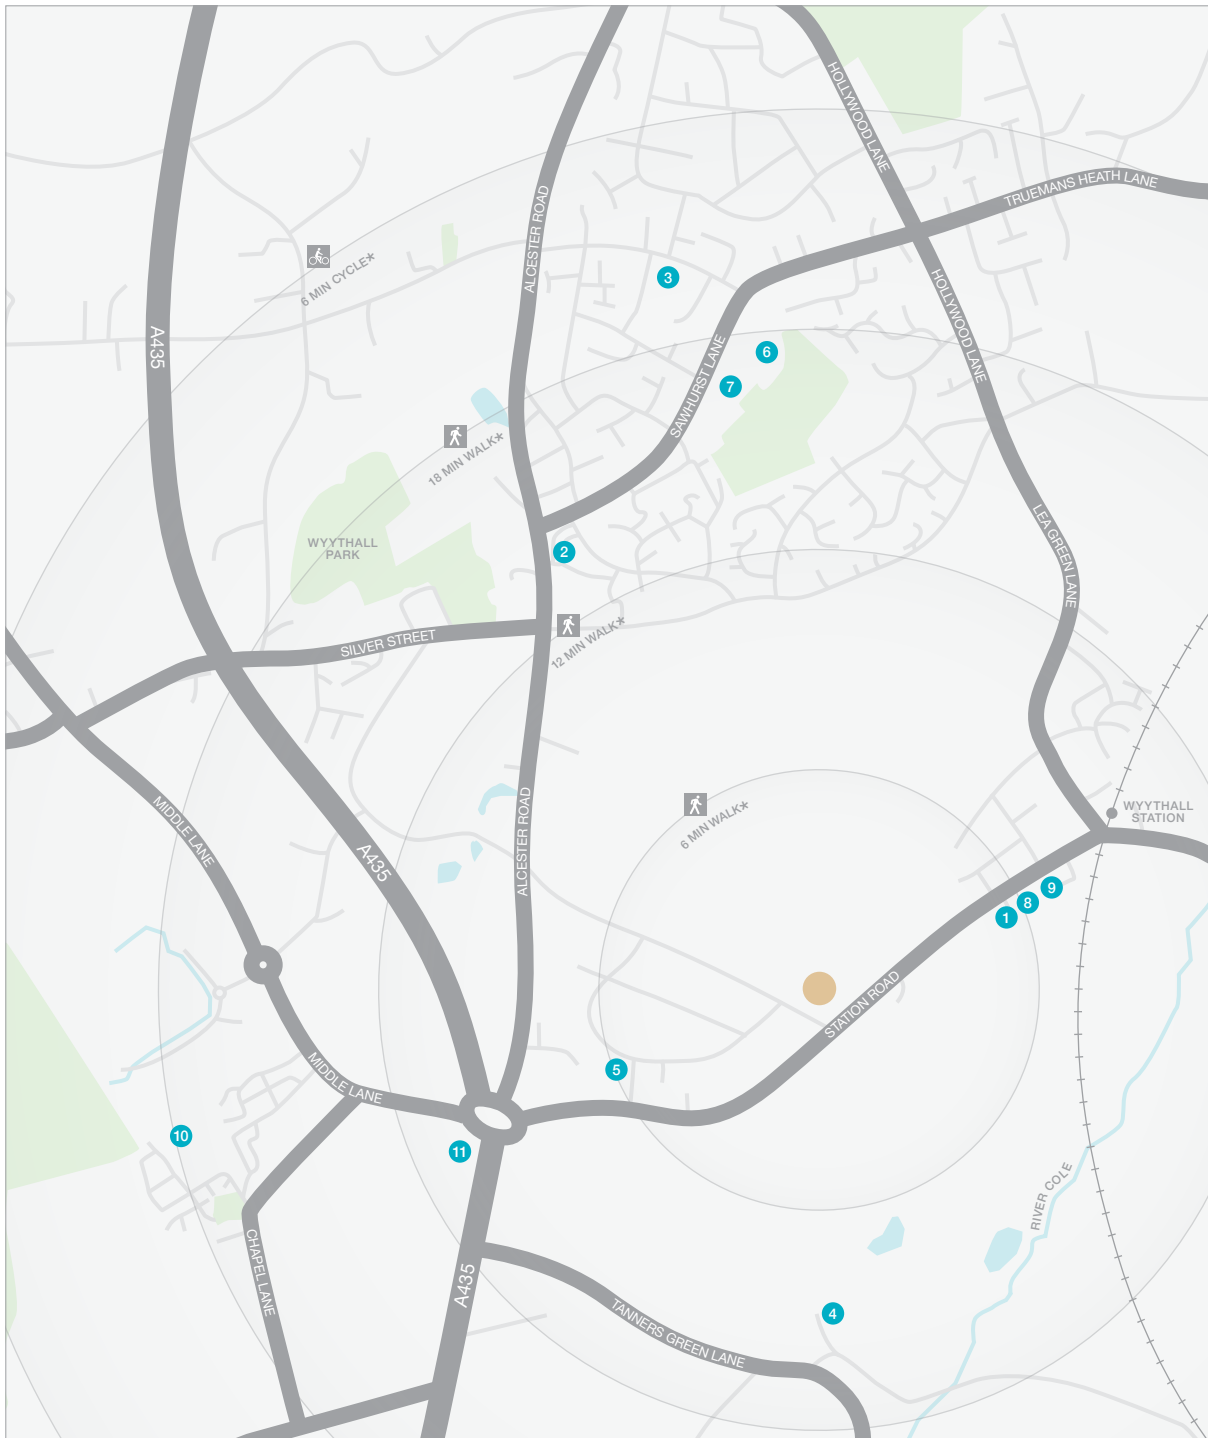 HOLLYWOOD LANE
TRUEMANS HEATH LANE
ALCESTER ROAD
6 MIN CYCLE*
3
HOLLYWOOD LANE
A435
SAWHURST LANE
6
7
18 MIN WALK*
WYYTHALL
PARK
2
LEA GREEN LANE
SILVER STREET
12 MIN WALK*
MIDDLE LANE
A435
ALCESTER ROAD
6 MIN WALK*
WYYTHALL
STATION
9
8
1
STATION ROAD
5
MIDDLE LANE
10
11
RIVER COLE
CHAPEL LANE
A435
TANNERS GREEN LANE
4